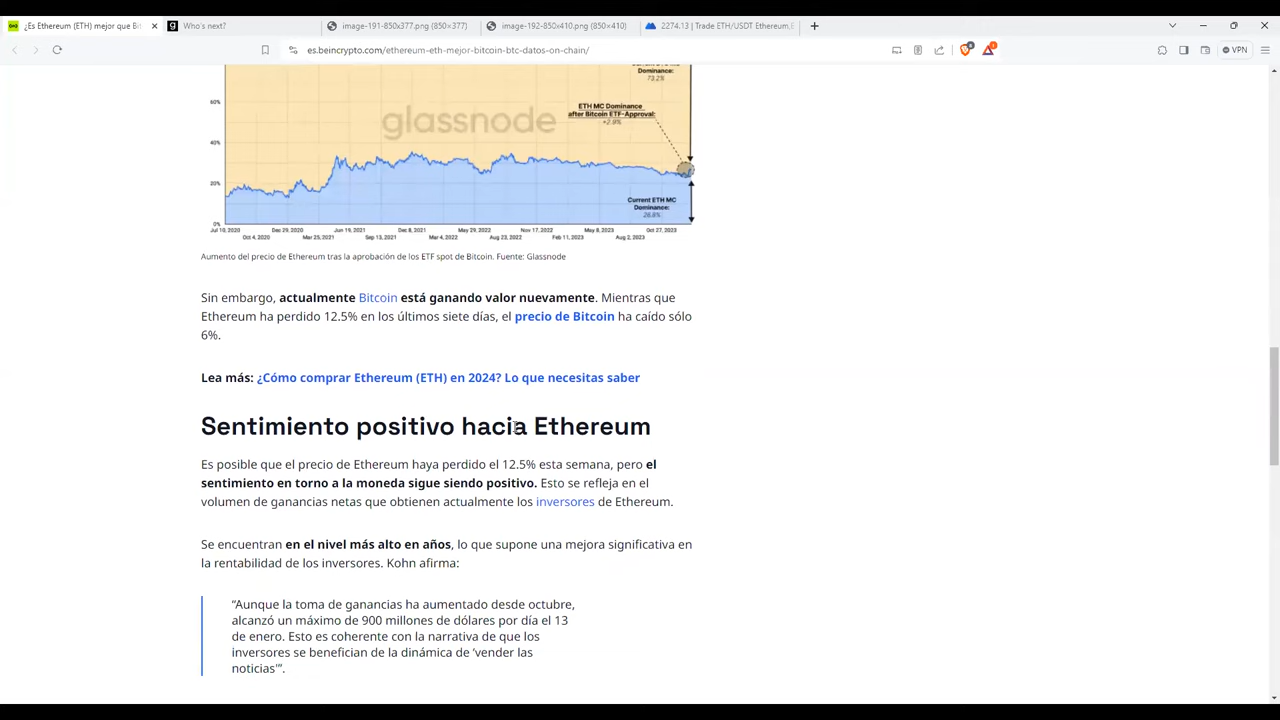 ¿Es Ethereum (ETH) mejor que Bit
Who's next?
image-191-850x377.png (850×377)
image-192-850x410.png (850×410)
2274.13 | Trade ETH/USDT Ethereum,E
es.beincrypto.com/ethereum-eth-mejor-bitcoin-btc-datos-on-chain/
VPN
Dominance:
73.2%
60%
ETH MC Dominance
after Bitcoin ETF-Approval:
+2.9%
glassnode
40%
20%
Current ETH MC
Dominance:
26.8%
0%
Jul 10, 2020 Dec 29, 2020 Jun 19, 2021 Dec 8, 2021 May 29, 2022 Nov 17, 2022 May 8, 2023 Oct 27, 2023
Oct 4, 2020 Mar 25, 2021 Sep 13, 2021 Mar 4, 2022 Aug 23, 2022 Feb 11, 2023 Aug 2, 2023
Aumento del precio de Ethereum tras la aprobación de los ETF spot de Bitcoin. Fuente: Glassnode
Sin embargo, actualmente Bitcoin está ganando valor nuevamente. Mientras que
Ethereum ha perdido 12.5% en los últimos siete días, el precio de Bitcoin ha caído sólo
6%.
Lea más: ¿Cómo comprar Ethereum (ETH) en 2024? Lo que necesitas saber
Sentimiento positivo hacia Ethereum
Es posible que el precio de Ethereum haya perdido el 12.5% esta semana, pero el
sentimiento en torno a la moneda sigue siendo positivo. Esto se refleja en el
volumen de ganancias netas que obtienen actualmente los inversores de Ethereum.
Se encuentran en el nivel más alto en años, lo que supone una mejora significativa en
la rentabilidad de los inversores. Kohn afirma:
“Aunque la toma de ganancias ha aumentado desde octubre,
alcanzó un máximo de 900 millones de dólares por día el 13
de enero. Esto es coherente con la narrativa de que los
inversores se benefician de la dinámica de ‘vender las
noticias’”.